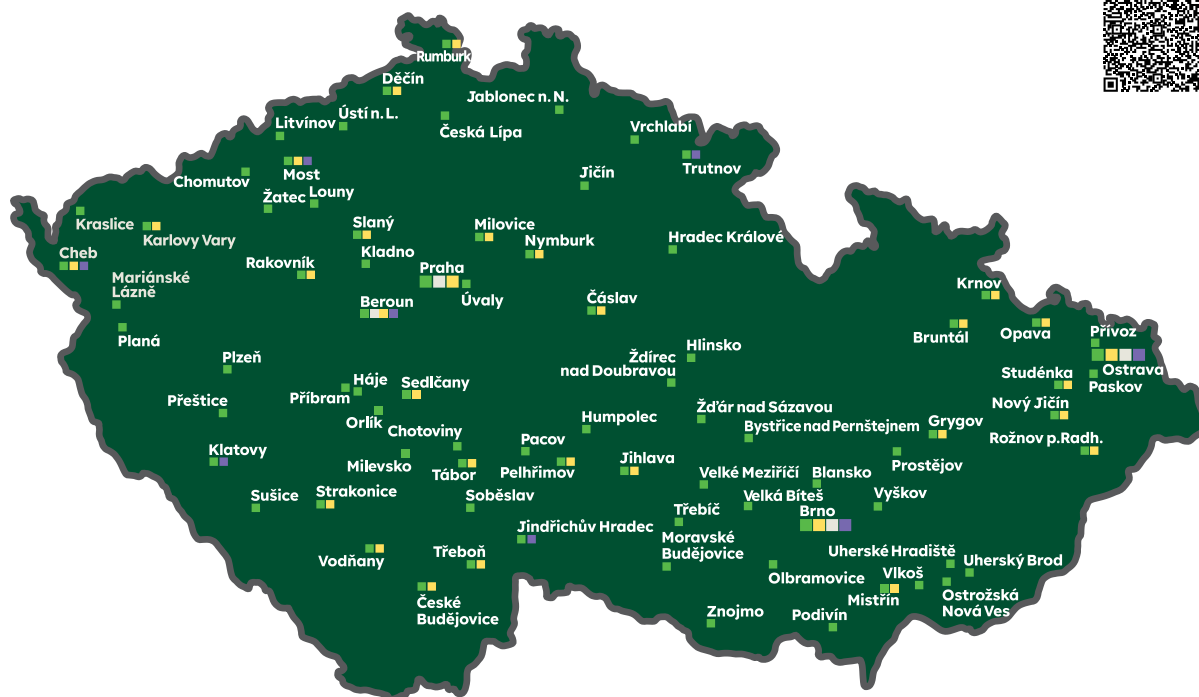 Rumburk
Děčín
Jablonec n. N.
Ústí n. L.
Litvínov
Česká Lípa
Vrchlabí
Most
Trutnov
Chomutov
Jičín
Žatec
Louny
Kraslice
Karlovy Vary
Slaný
Milovice
Nymburk
Hradec Králové
Cheb
Kladno
Rakovník
Praha
Mariánské
Lázně
Úvaly
Beroun
Čáslav
Krnov
Planá
Bruntál
Opava
Přívoz
Plzeň
Hlinsko
Ždírec
nad Doubravou
Ostrava
Studénka
Paskov
Háje
Sedlčany
Příbram
Přeštice
Orlík
Humpolec
Žďár nad Sázavou
Nový Jičín
Bystřice nad Pernštejnem
Grygov
Chotoviny
Rožnov p.Radh.
Klatovy
Milevsko
Pacov
Jihlava
Tábor
Pelhřimov
Velké Meziříčí
Blansko
Prostějov
Sušice
Strakonice
Soběslav
Velká Bíteš
Vyškov
Třebíč
Brno
Jindřichův Hradec
Moravské
Budějovice
Vodňany
Třeboň
Uherské Hradiště
Uherský Brod
Olbramovice
Vlkoš
České
Budějovice
Mistřín
Ostrožská
Nová Ves
Znojmo
Podivín